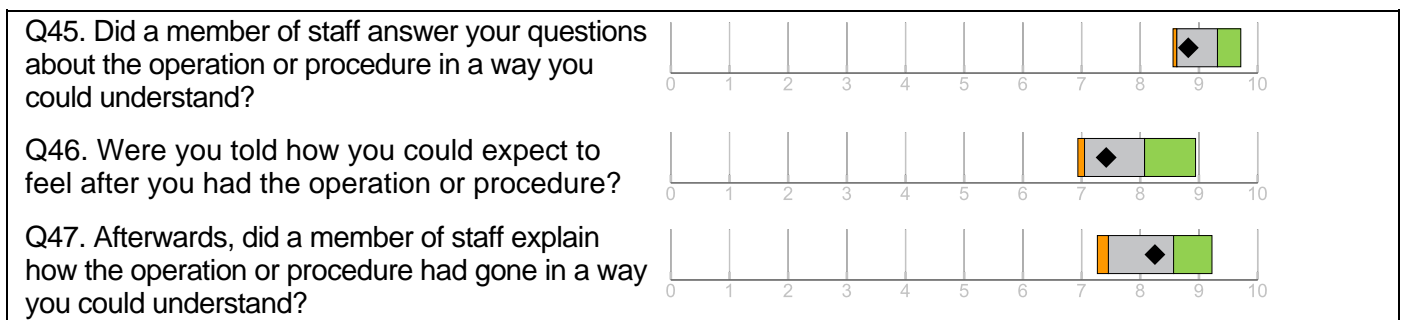 Q45. Did a member of staff answer your questions
about the operation or procedure in a way you
could understand?
0 1 2 3 4 5 6 7 8 9 10
Q46. Were you told how you could expect to
feel after you had the operation or procedure?
0 1 2 3 4 5 6 7 8 9 10
Q47. Afterwards, did a member of staff explain
how the operation or procedure had gone in a way
you could understand?
0 1 2 3 4 5 6 7 8 9 10